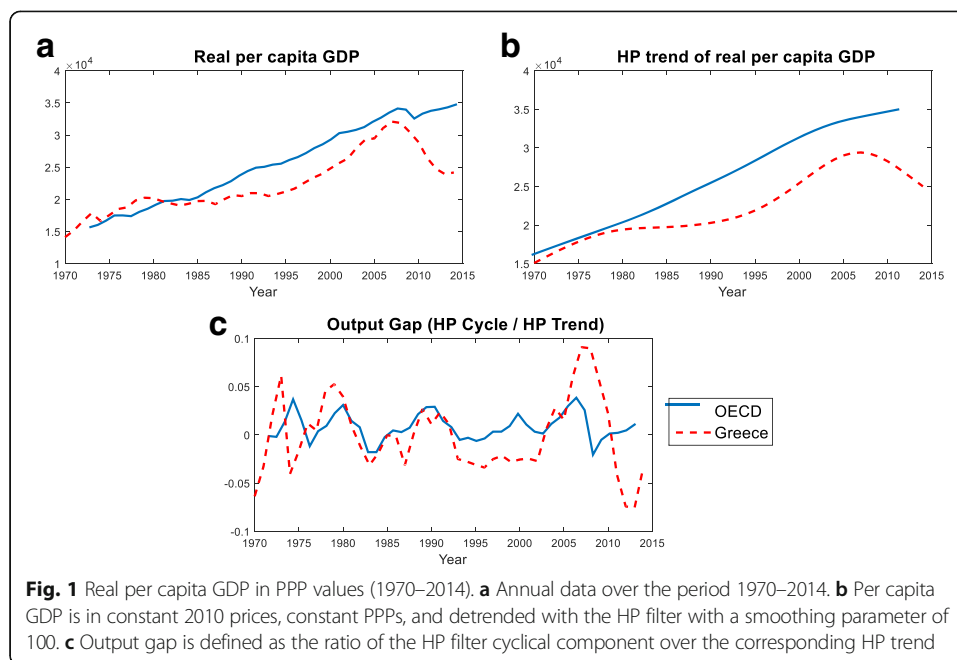 a
Real per capita GDP
× 10⁴
4
3.5
3
2.5
2
1.5
1
1970 1975 1980 1985 1990 1995 2000 2005 2010 2015
Year
b
HP trend of real per capita GDP
× 10⁴
4
3.5
3
2.5
2
1.5
1970 1975 1980 1985 1990 1995 2000 2005 2010 2015
Year
c
Output Gap (HP Cycle / HP Trend)
0.1
0.05
0
-0.05
-0.1
1970 1975 1980 1985 1990 1995 2000 2005 2010 2015
Year
OECD
Greece
Fig. 1 Real per capita GDP in PPP values (1970–2014). a Annual data over the period 1970–2014. b Per capita
GDP is in constant 2010 prices, constant PPPs, and detrended with the HP filter with a smoothing parameter of
100. c Output gap is defined as the ratio of the HP filter cyclical component over the corresponding HP trend